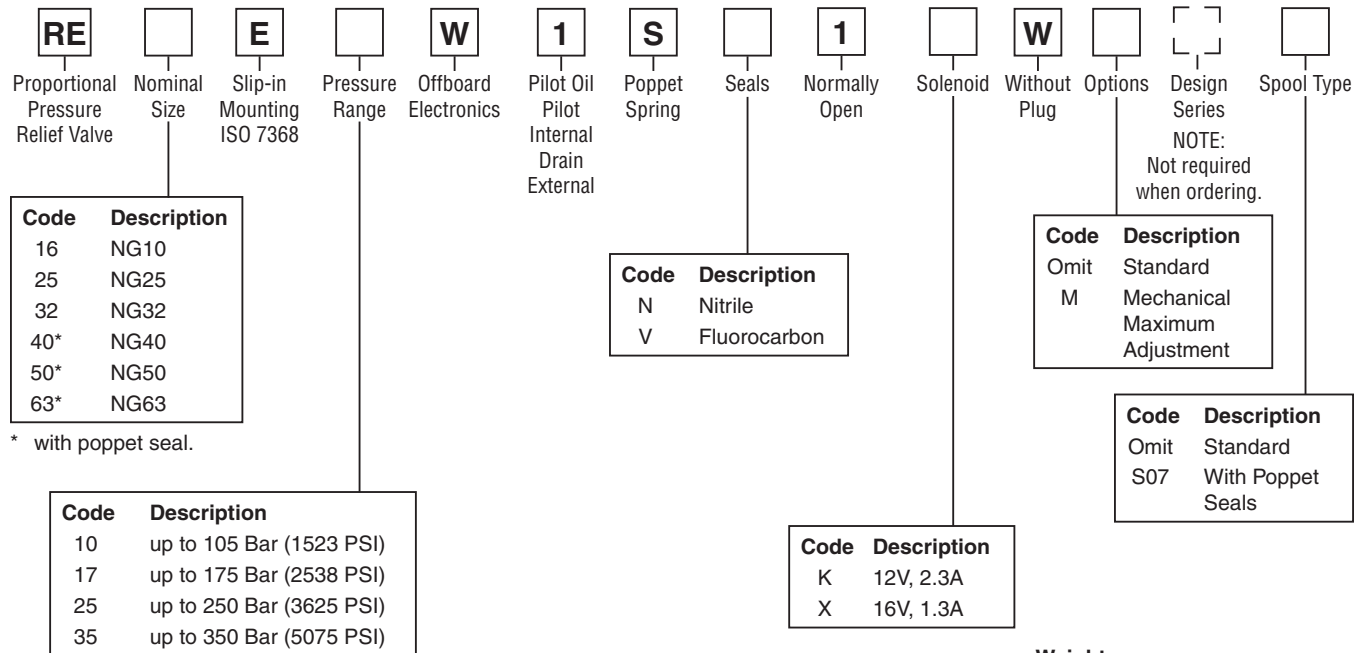 RE E W 1 S 1 W
Proportional Pressure Relief Valve
Nominal Size
Slip-in Mounting ISO 7368
Pressure Range
Offboard Electronics
Pilot Oil Pilot Internal Drain External
Poppet Spring
Seals
Normally Open
Solenoid
Without Plug
Options
Design Series
NOTE: Not required when ordering.
Spool Type
Code Description
16 NG10
25 NG25
32 NG32
40* NG40
50* NG50
63* NG63
* with poppet seal.
Code Description
10 up to 105 Bar (1523 PSI)
17 up to 175 Bar (2538 PSI)
25 up to 250 Bar (3625 PSI)
35 up to 350 Bar (5075 PSI)
Code Description
N Nitrile
V Fluorocarbon
Code Description
K 12V, 2.3A
X 16V, 1.3A
Code Description
Omit Standard
M Mechanical Maximum Adjustment
Code Description
Omit Standard
S07 With Poppet Seals